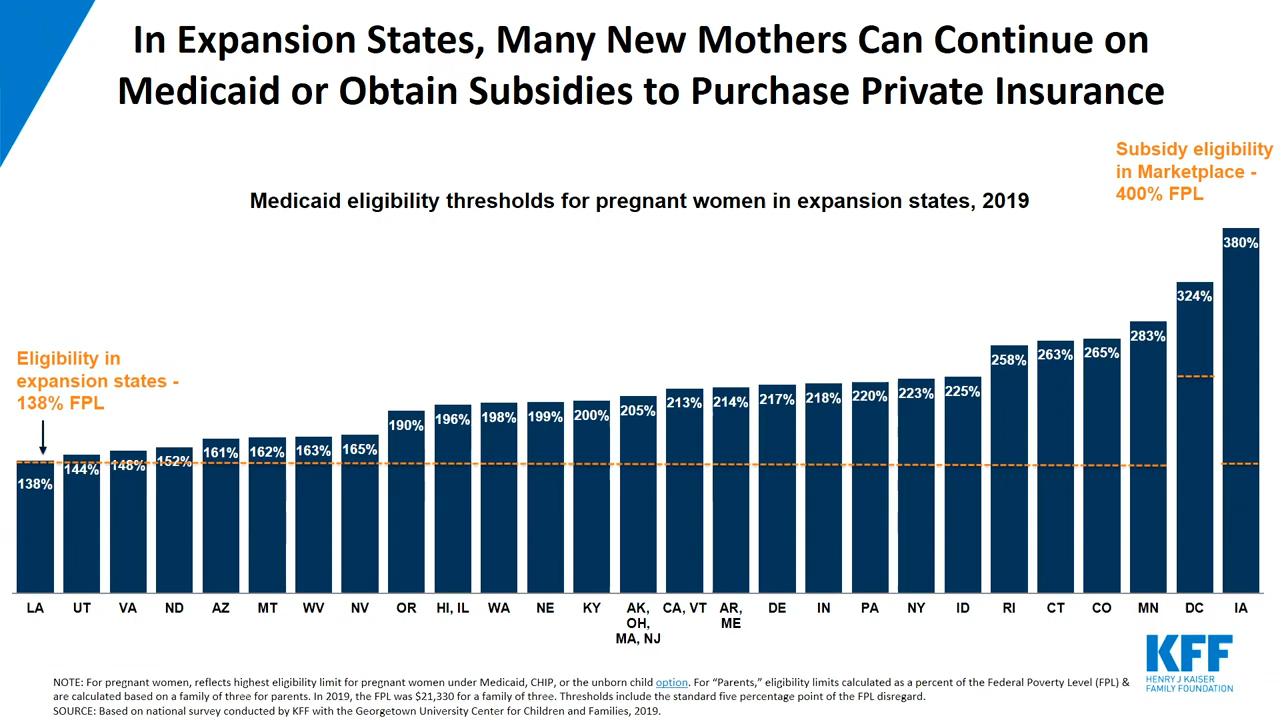 In Expansion States, Many New Mothers Can Continue on
Medicaid or Obtain Subsidies to Purchase Private Insurance
Subsidy eligibility
in Marketplace -
400% FPL
Medicaid eligibility thresholds for pregnant women in expansion states, 2019
Eligibility in
expansion states -
138% FPL
138% 144% 148% 152% 161% 162% 163% 165% 190% 196% 198% 199% 200% 205% 213% 214% 217% 218% 220% 223% 225% 258% 263% 265% 283% 324% 380%
LA UT VA ND AZ MT WV NV OR HI, IL WA NE KY AK, CA, VT AR, DE IN PA NY ID RI CT CO MN DC IA
OH, ME
MA, NJ
KFF
HENRY J KAISER
FAMILY FOUNDATION
NOTE: For pregnant women, reflects highest eligibility limit for pregnant women under Medicaid, CHIP, or the unborn child option. For “Parents,” eligibility limits calculated as a percent of the Federal Poverty Level (FPL) &
are calculated based on a family of three for parents. In 2019, the FPL was $21,330 for a family of three. Thresholds include the standard five percentage point of the FPL disregard.
SOURCE: Based on national survey conducted by KFF with the Georgetown University Center for Children and Families, 2019.